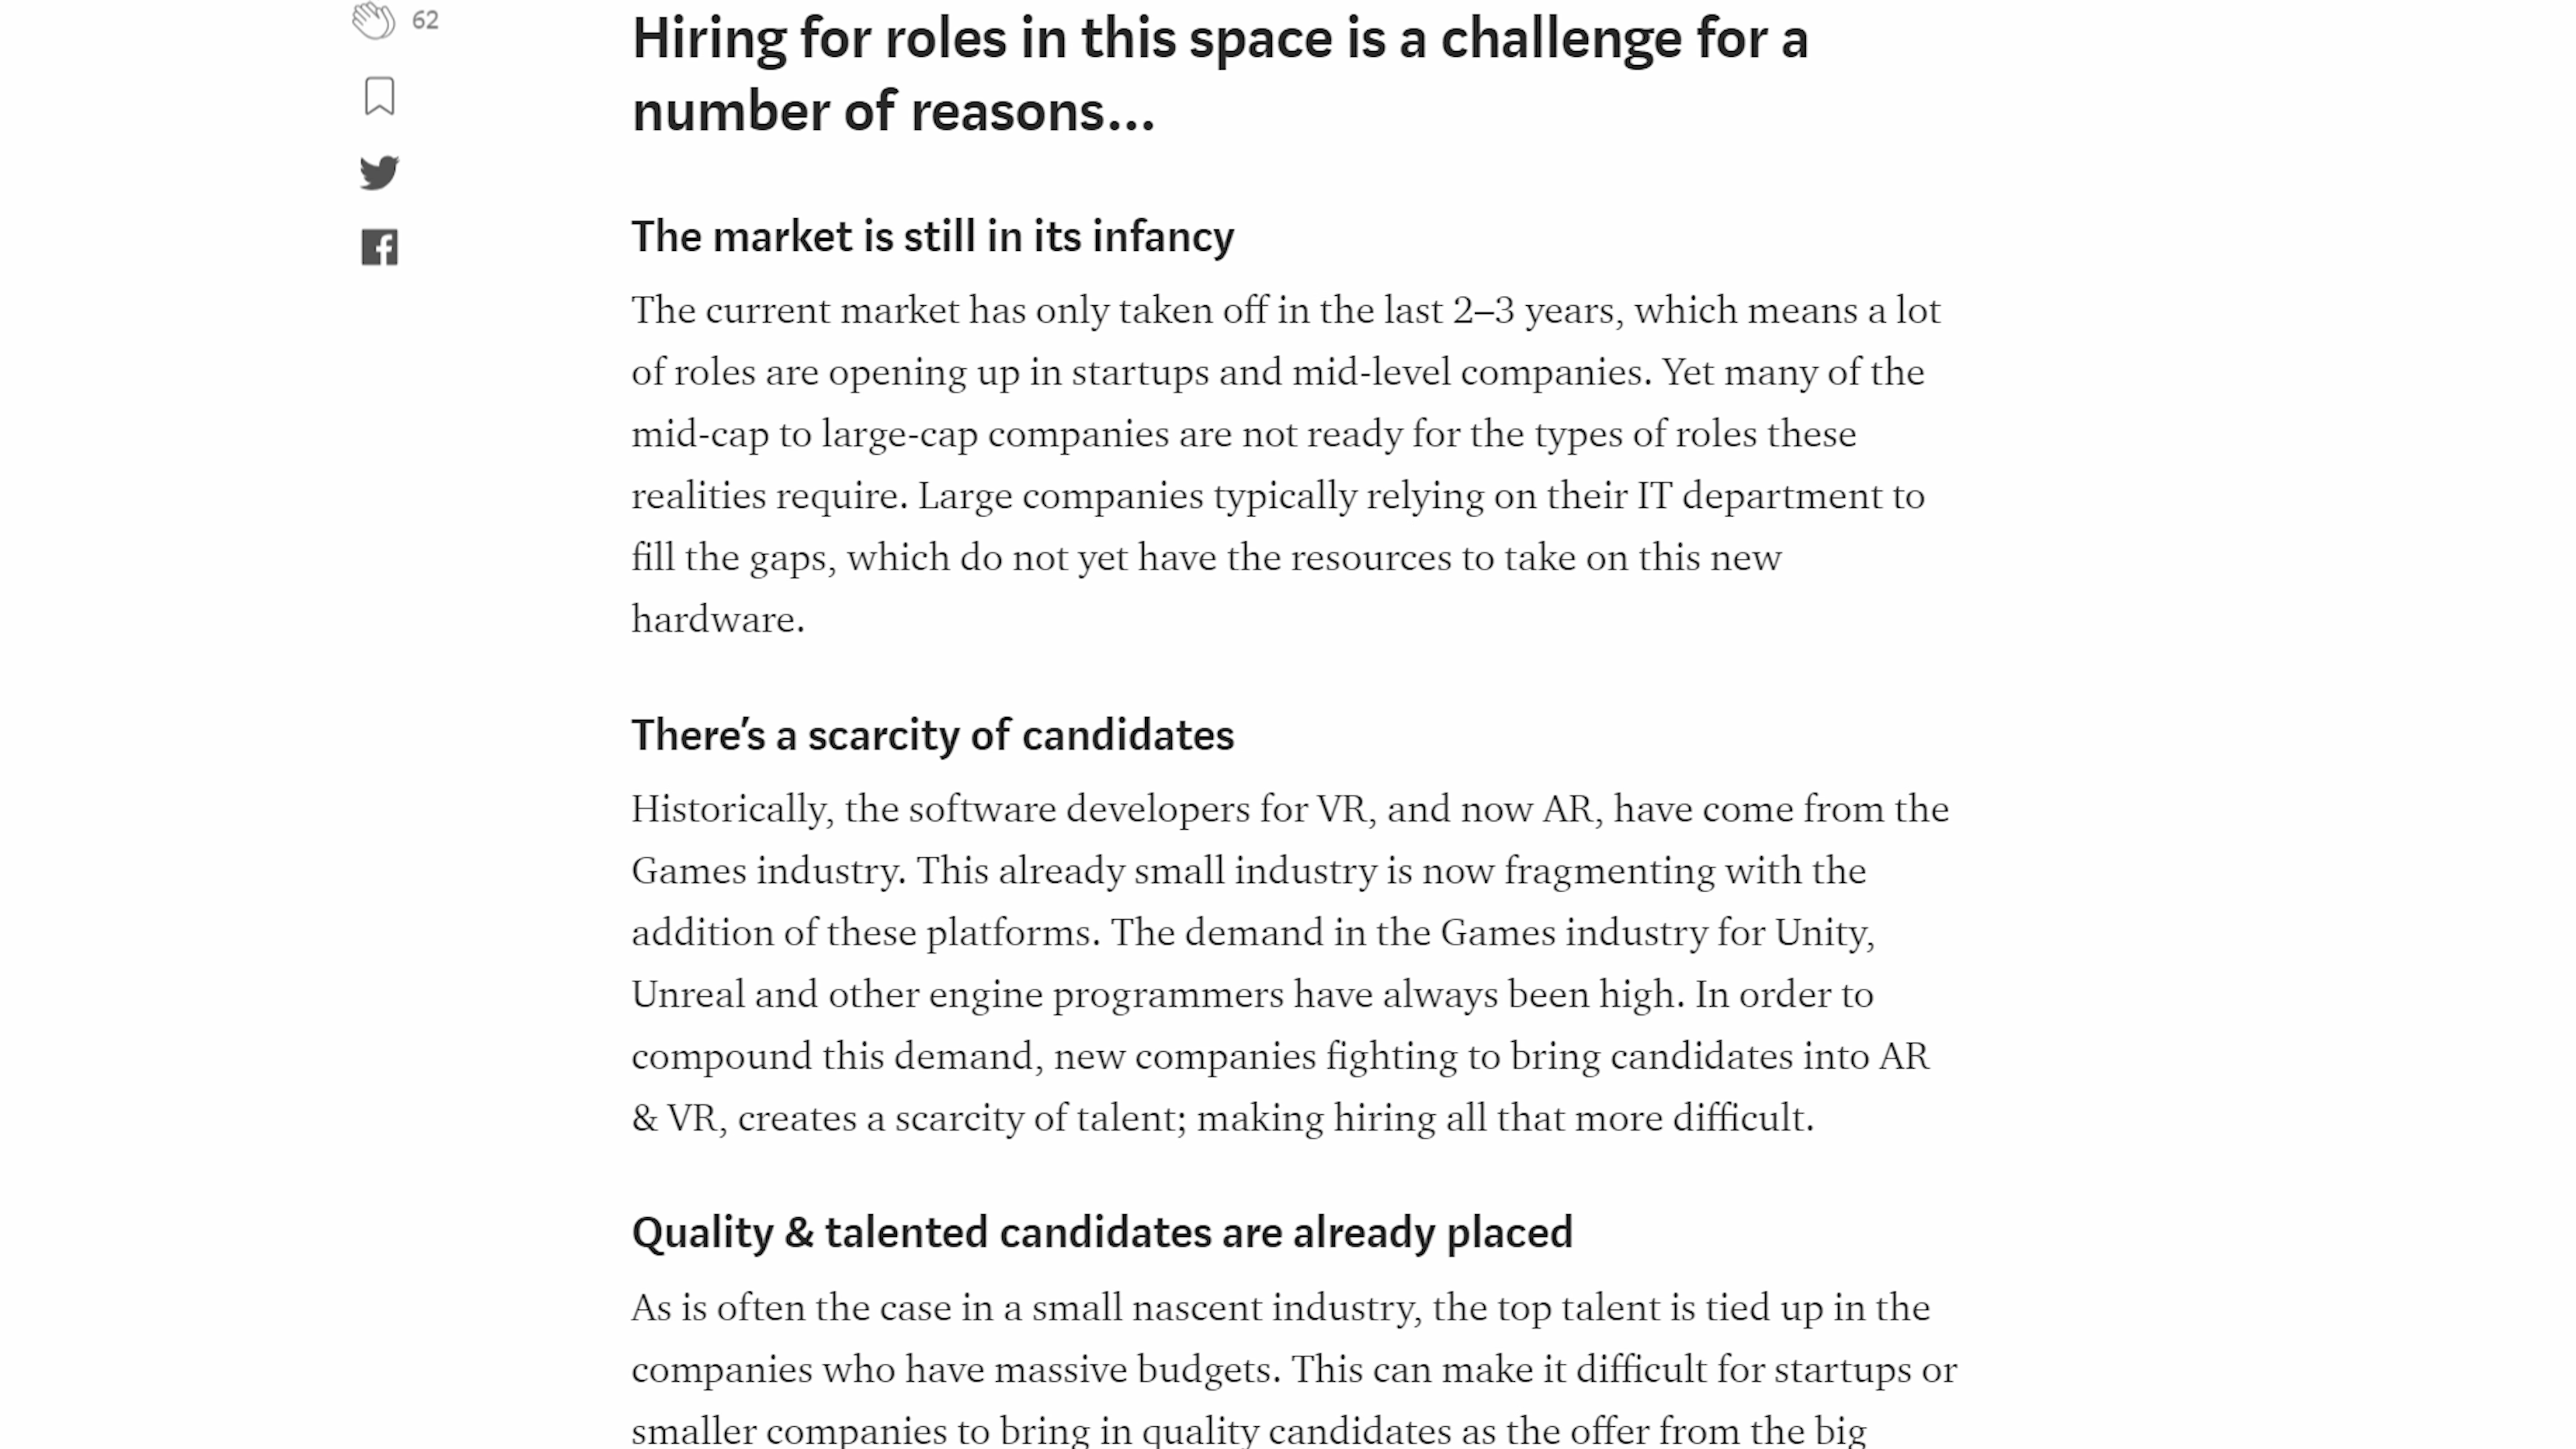 62
Hiring for roles in this space is a challenge for a
number of reasons…
The market is still in its infancy
The current market has only taken off in the last 2–3 years, which means a lot
of roles are opening up in startups and mid-level companies. Yet many of the
mid-cap to large-cap companies are not ready for the types of roles these
realities require. Large companies typically relying on their IT department to
fill the gaps, which do not yet have the resources to take on this new
hardware.
There’s a scarcity of candidates
Historically, the software developers for VR, and now AR, have come from the
Games industry. This already small industry is now fragmenting with the
addition of these platforms. The demand in the Games industry for Unity,
Unreal and other engine programmers have always been high. In order to
compound this demand, new companies fighting to bring candidates into AR
& VR, creates a scarcity of talent; making hiring all that more difficult.
Quality & talented candidates are already placed
As is often the case in a small nascent industry, the top talent is tied up in the
companies who have massive budgets. This can make it difficult for startups or
smaller companies to bring in quality candidates as the offer from the big